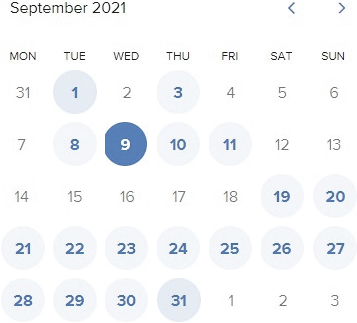 September 2021
MON TUE WED THU FRI SAT SUN
31 1 2 3 4 5 6
7 8 9 10 11 12 13
14 15 16 17 18 19 20
21 22 23 24 25 26 27
28 29 30 31 1 2 3